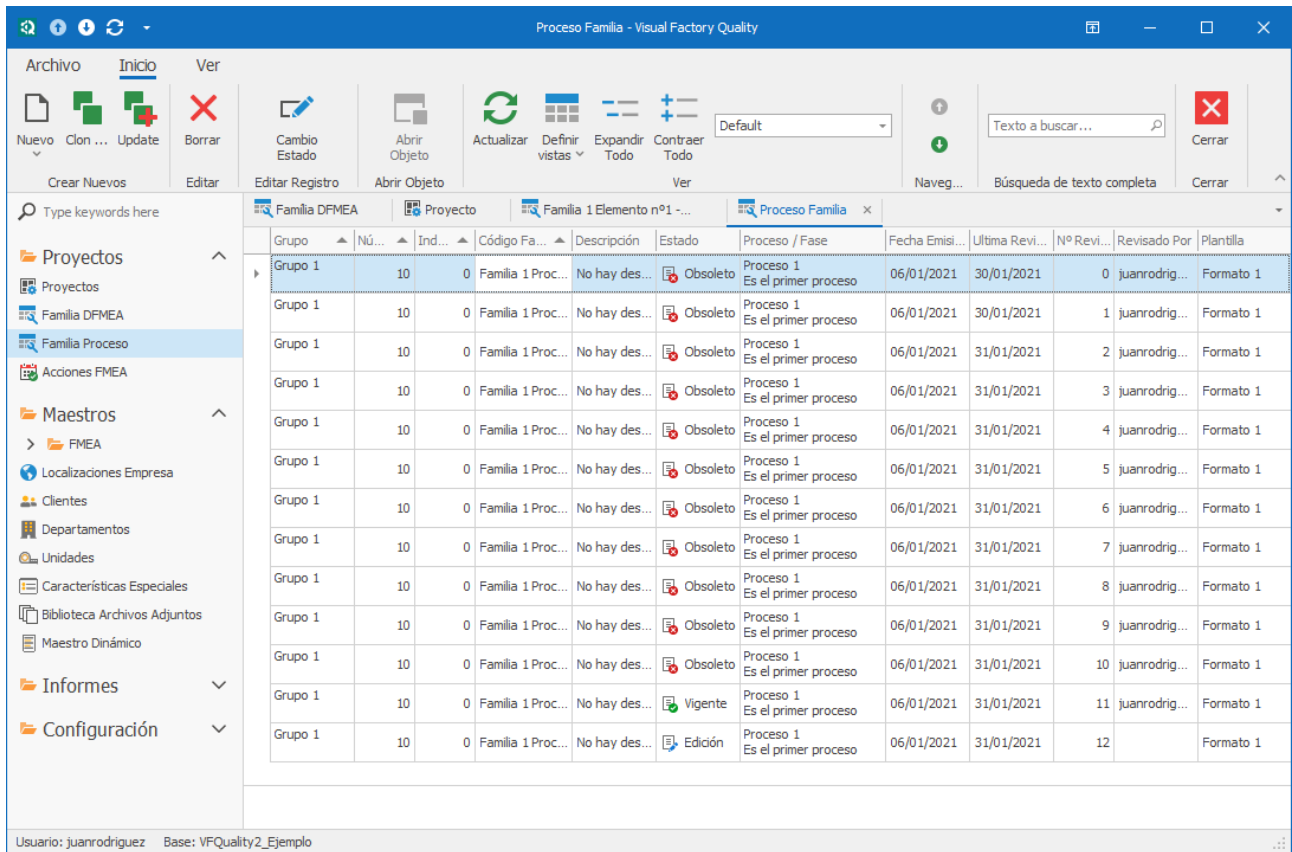 Proceso Familia - Visual Factory Quality
Archivo Inicio Ver
Nuevo Clon ... Update Borrar Cambio Estado Abrir Objeto Actualizar Definir vistas Expandir Todo Contraer Todo Default Texto a buscar... Cerrar
Crear Nuevos Editar Editar Registro Abrir Objeto Ver Naveg... Búsqueda de texto completa Cerrar
Type keywords here
Proyectos
Proyectos
Familia DFMEA
Familia Proceso
Acciones FMEA
Maestros
FMEA
Localizaciones Empresa
Clientes
Departamentos
Unidades
Características Especiales
Biblioteca Archivos Adjuntos
Maestro Dinámico
Informes
Configuración
Família DFMEA Proyecto Familia 1 Elemento nº1 -... Proceso Familia
Grupo Nú... Ind... Código Fa... Descripción Estado Proceso / Fase Fecha Emisi... Ultima Revi... Nº Revi... Revisado Por Plantilla
Grupo 1 10 0 Familia 1 Proc... No hay des... Obsoleto Proceso 1 Es el primer proceso 06/01/2021 30/01/2021 0 juanrodrig... Formato 1
Grupo 1 10 0 Familia 1 Proc... No hay des... Obsoleto Proceso 1 Es el primer proceso 06/01/2021 30/01/2021 1 juanrodrig... Formato 1
Grupo 1 10 0 Familia 1 Proc... No hay des... Obsoleto Proceso 1 Es el primer proceso 06/01/2021 31/01/2021 2 juanrodrig... Formato 1
Grupo 1 10 0 Familia 1 Proc... No hay des... Obsoleto Proceso 1 Es el primer proceso 06/01/2021 31/01/2021 3 juanrodrig... Formato 1
Grupo 1 10 0 Familia 1 Proc... No hay des... Obsoleto Proceso 1 Es el primer proceso 06/01/2021 31/01/2021 4 juanrodrig... Formato 1
Grupo 1 10 0 Familia 1 Proc... No hay des... Obsoleto Proceso 1 Es el primer proceso 06/01/2021 31/01/2021 5 juanrodrig... Formato 1
Grupo 1 10 0 Familia 1 Proc... No hay des... Obsoleto Proceso 1 Es el primer proceso 06/01/2021 31/01/2021 6 juanrodrig... Formato 1
Grupo 1 10 0 Familia 1 Proc... No hay des... Obsoleto Proceso 1 Es el primer proceso 06/01/2021 31/01/2021 7 juanrodrig... Formato 1
Grupo 1 10 0 Familia 1 Proc... No hay des... Obsoleto Proceso 1 Es el primer proceso 06/01/2021 31/01/2021 8 juanrodrig... Formato 1
Grupo 1 10 0 Familia 1 Proc... No hay des... Obsoleto Proceso 1 Es el primer proceso 06/01/2021 31/01/2021 9 juanrodrig... Formato 1
Grupo 1 10 0 Familia 1 Proc... No hay des... Obsoleto Proceso 1 Es el primer proceso 06/01/2021 31/01/2021 10 juanrodrig... Formato 1
Grupo 1 10 0 Familia 1 Proc... No hay des... Vigente Proceso 1 Es el primer proceso 06/01/2021 31/01/2021 11 juanrodrig... Formato 1
Grupo 1 10 0 Familia 1 Proc... No hay des... Edición Proceso 1 Es el primer proceso 06/01/2021 31/01/2021 12 Formato 1
Usuario: juanrodriguez Base: VFQuality2_Ejemplo